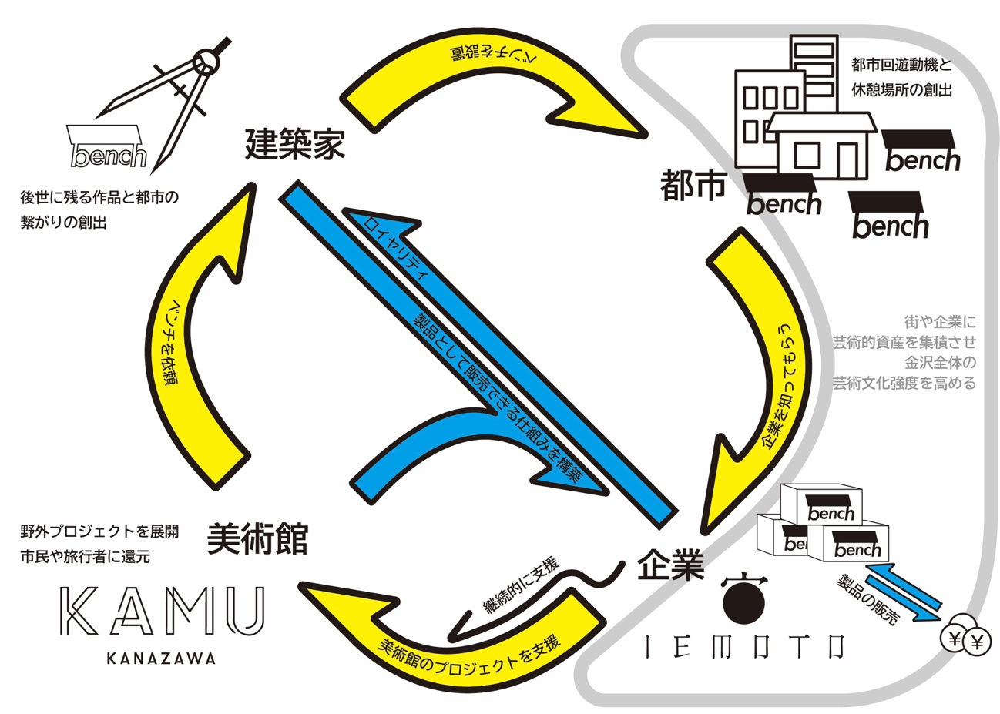 ベンチを設置
都市回遊動機と
休憩場所の創出
bench
建築家
bench
都市
bench
bench
後世に残る作品と都市の
繋がりの創出
ロイヤリティ
ベンチを依頼
製品として販売できる仕組みを構築
企業を知ってもらう
街や企業に
芸術的資産を集積させ
金沢全体の
芸術文化強度を高める
野外プロジェクトを展開
市民や旅行者に還元
美術館
KAMU
KANAZAWA
bench
be
bench
企業
継続的に支援
製品の販売
美術館のプロジェクトを支援
IEMOTO
¥ ¥